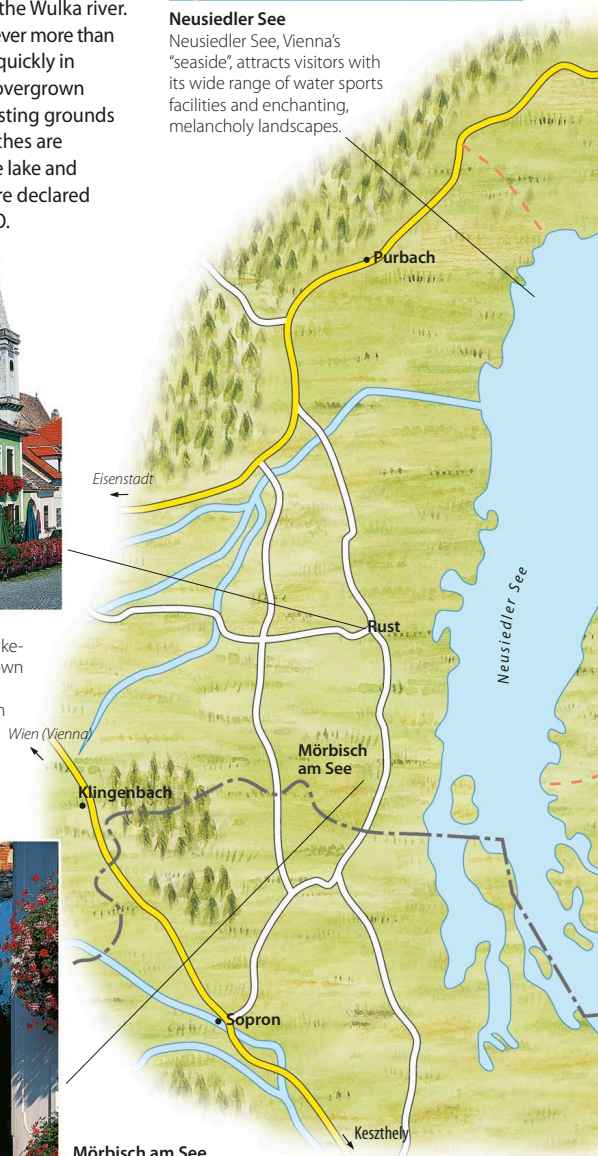 the Wulka river.
ever more than
quickly in
overgrown
sting grounds
ches are
e lake and
re declared
O.
Neusiedler See
Neusiedler See, Vienna's
“seaside”, attracts visitors with
its wide range of water sports
facilities and enchanting,
melancholy landscapes.
Purbach
Eisenstadt
Neusiedler See
Rust
ke-
own
n
Wien (Vienna)
Mörbisch
am See
Klingenbach
Sopron
Keszthely
Mörbisch am See